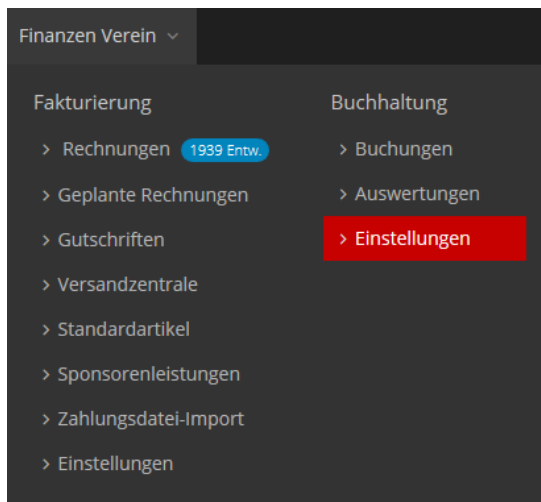 Finanzen Verein
Fakturierung
Rechnungen 1939 Entw.
Geplante Rechnungen
Gutschriften
Versandzentrale
Standardartikel
Sponsorenleistungen
Zahlungsdatei-Import
Einstellungen
Buchhaltung
Buchungen
Auswertungen
Einstellungen